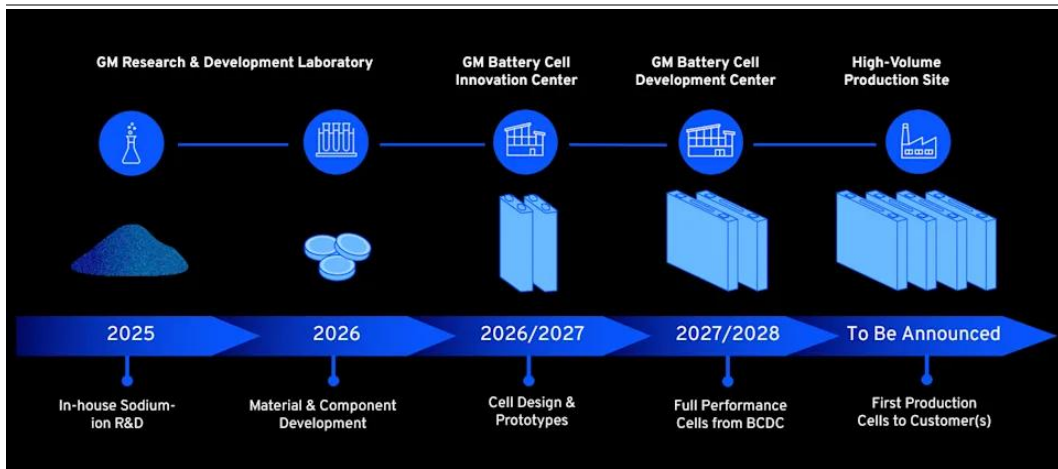 GM Research & Development Laboratory
GM Battery Cell
Innovation Center
GM Battery Cell
Development Center
High-Volume
Production Site
2025
2026
2026/2027
2027/2028
To Be Announced
In-house Sodium-
ion R&D
Material & Component
Development
Cell Design &
Prototypes
Full Performance
Cells from BCDC
First Production
Cells to Customer(s)